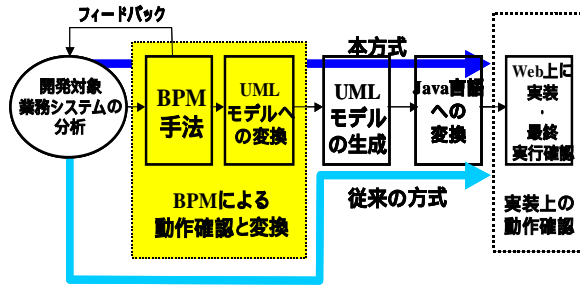 フィードバック
本方式
開発対象
業務システムの
分析
BPM
手法
UML
モデルへ
の変換
UML
モデル
の生成
Java言語
への
変換
Web上に
実装
・
最終
実行確認
BPMによる
動作確認と変換
従来の方式
実装上の
動作確認